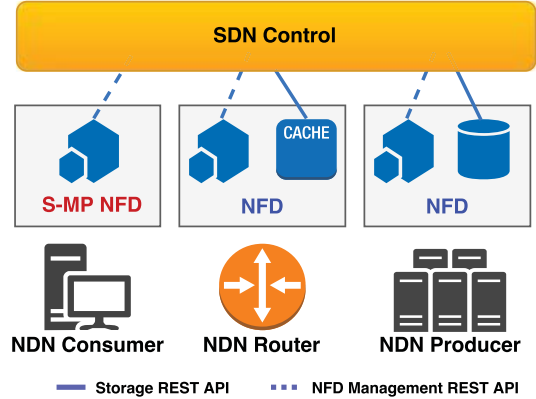 SDN Control
CACHE
S-MP NFD
NFD
NFD
NDN Consumer
NDN Router
NDN Producer
Storage REST API
NFD Management REST API